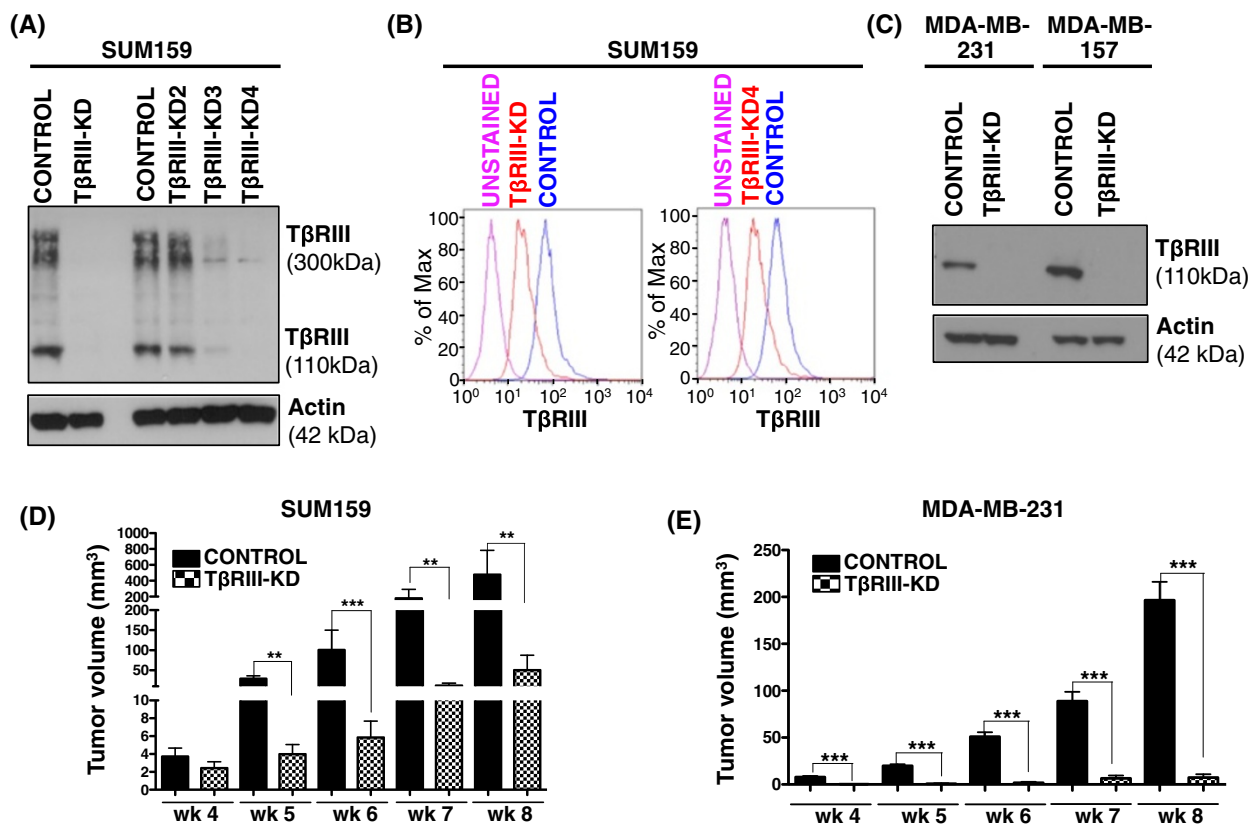 (A)
SUM159
CONTROL
TβRIII-KD
CONTROL
TβRIII-KD2
TβRIII-KD3
TβRIII-KD4
TβRIII
(300kDa)
TβRIII
(110kDa)
Actin
(42 kDa)
(B)
SUM159
UNSTAINED
TβRIII-KD
CONTROL
% of Max
100
80
60
40
20
0
10⁰ 10¹ 10² 10³ 10⁴
TβRIII
UNSTAINED
TβRIII-KD4
CONTROL
% of Max
100
80
60
40
20
0
10⁰ 10¹ 10² 10³ 10⁴
TβRIII
(C)
MDA-MB-
231
MDA-MB-
157
CONTROL
TβRIII-KD
CONTROL
TβRIII-KD
TβRIII
(110kDa)
Actin
(42 kDa)
(D)
SUM159
CONTROL
TβRIII-KD
Tumor volume (mm³)
1000
800
600
400
200
200
150
100
50
8
6
4
2
0
**
***
**
**
wk 4 wk 5 wk 6 wk 7 wk 8
(E)
MDA-MB-231
CONTROL
TβRIII-KD
Tumor volume (mm³)
250
200
150
100
50
0
***
***
***
***
***
wk 4 wk 5 wk 6 wk 7 wk 8